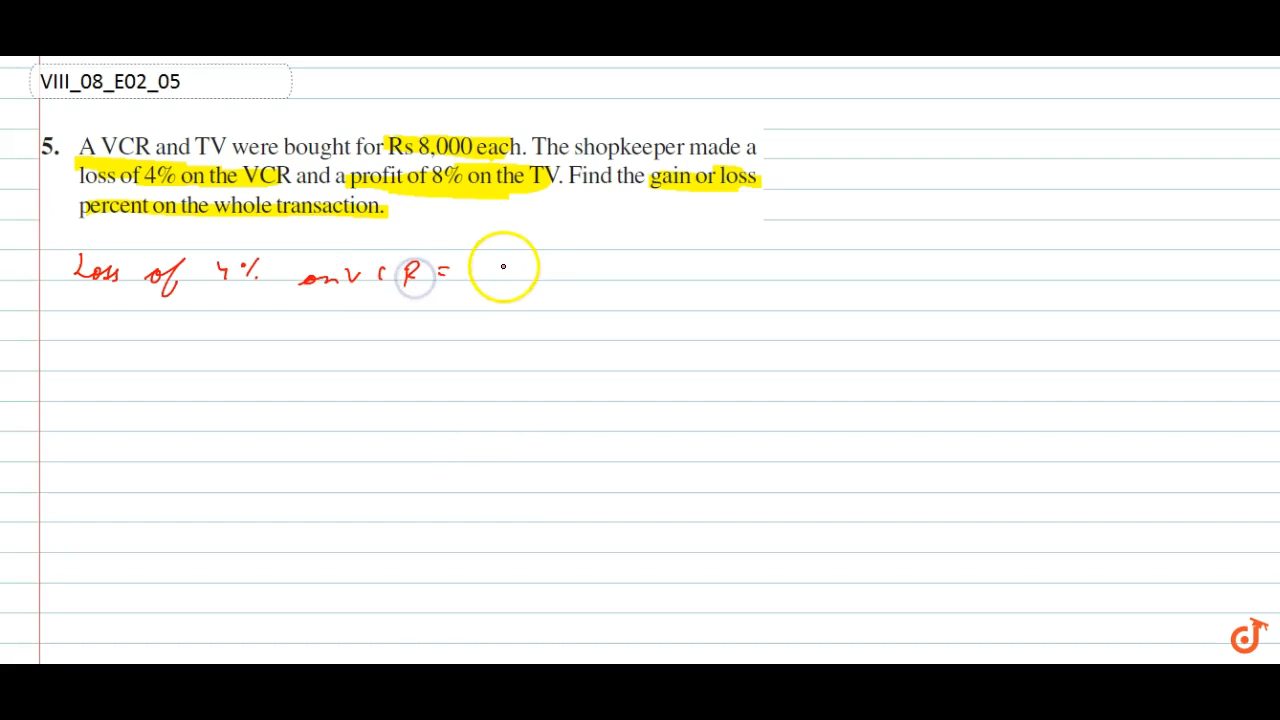 VIII_08_E02_05
5. A VCR and TV were bought for Rs 8,000 each. The shopkeeper made a
loss of 4% on the VCR and a profit of 8% on the TV. Find the gain or loss
percent on the whole transaction.
Loss of 4% on V C R =